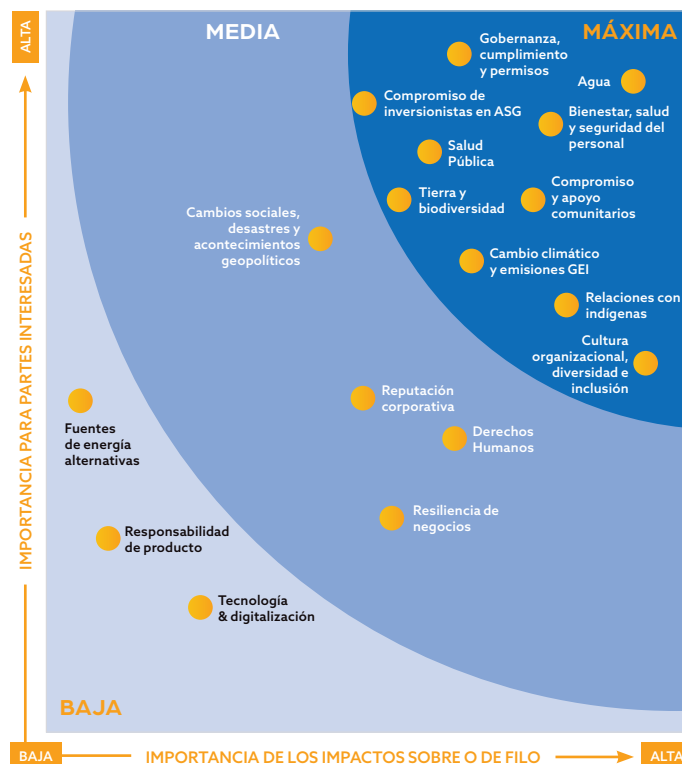 ALTA
MEDIA
MÁXIMA
Gobernanza,
cumplimiento
y permisos
Agua
Compromiso de
inversionistas en ASG
Bienestar, salud
y seguridad del
personal
Salud
Pública
Tierra y
biodiversidad
Compromiso
y apoyo
comunitarios
Cambios sociales,
desastres y
acontecimientos
geopolíticos
Cambio climático
y emisiones GEI
Relaciones con
indígenas
Cultura
organizacional,
diversidad e
inclusión
Reputación
corporativa
Derechos
Humanos
Fuentes
de energía
alternativas
Resiliencia de
negocios
Responsabilidad
de producto
Tecnología
& digitalización
BAJA
IMPORTANCIA PARA PARTES INTERESADAS
BAJA
IMPORTANCIA DE LOS IMPACTOS SOBRE O DE FILO
ALTA